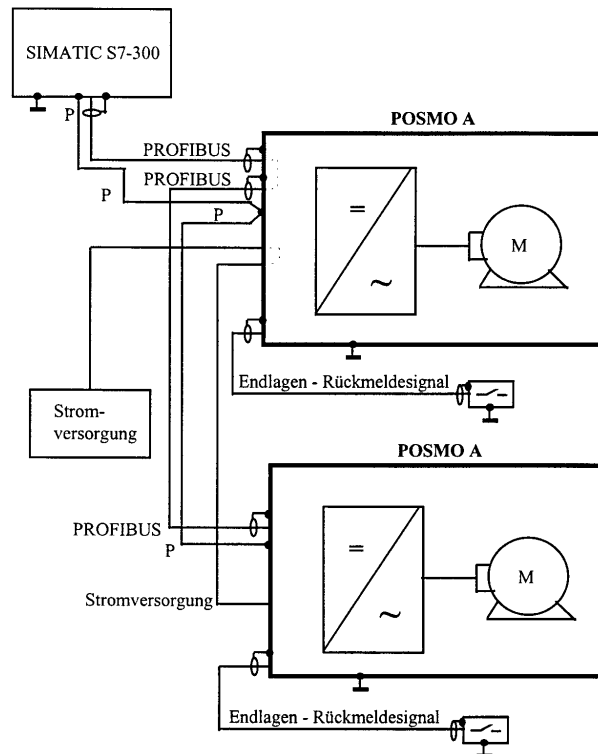 SIMATIC S7-300
P
POSMO A
PROFIBUS
PROFIBUS
P
P
=
~
M
Endlagen - Rückmeldesignal
Strom-
versorgung
POSMO A
PROFIBUS
P
=
~
M
Stromversorgung
Endlagen - Rückmeldesignal